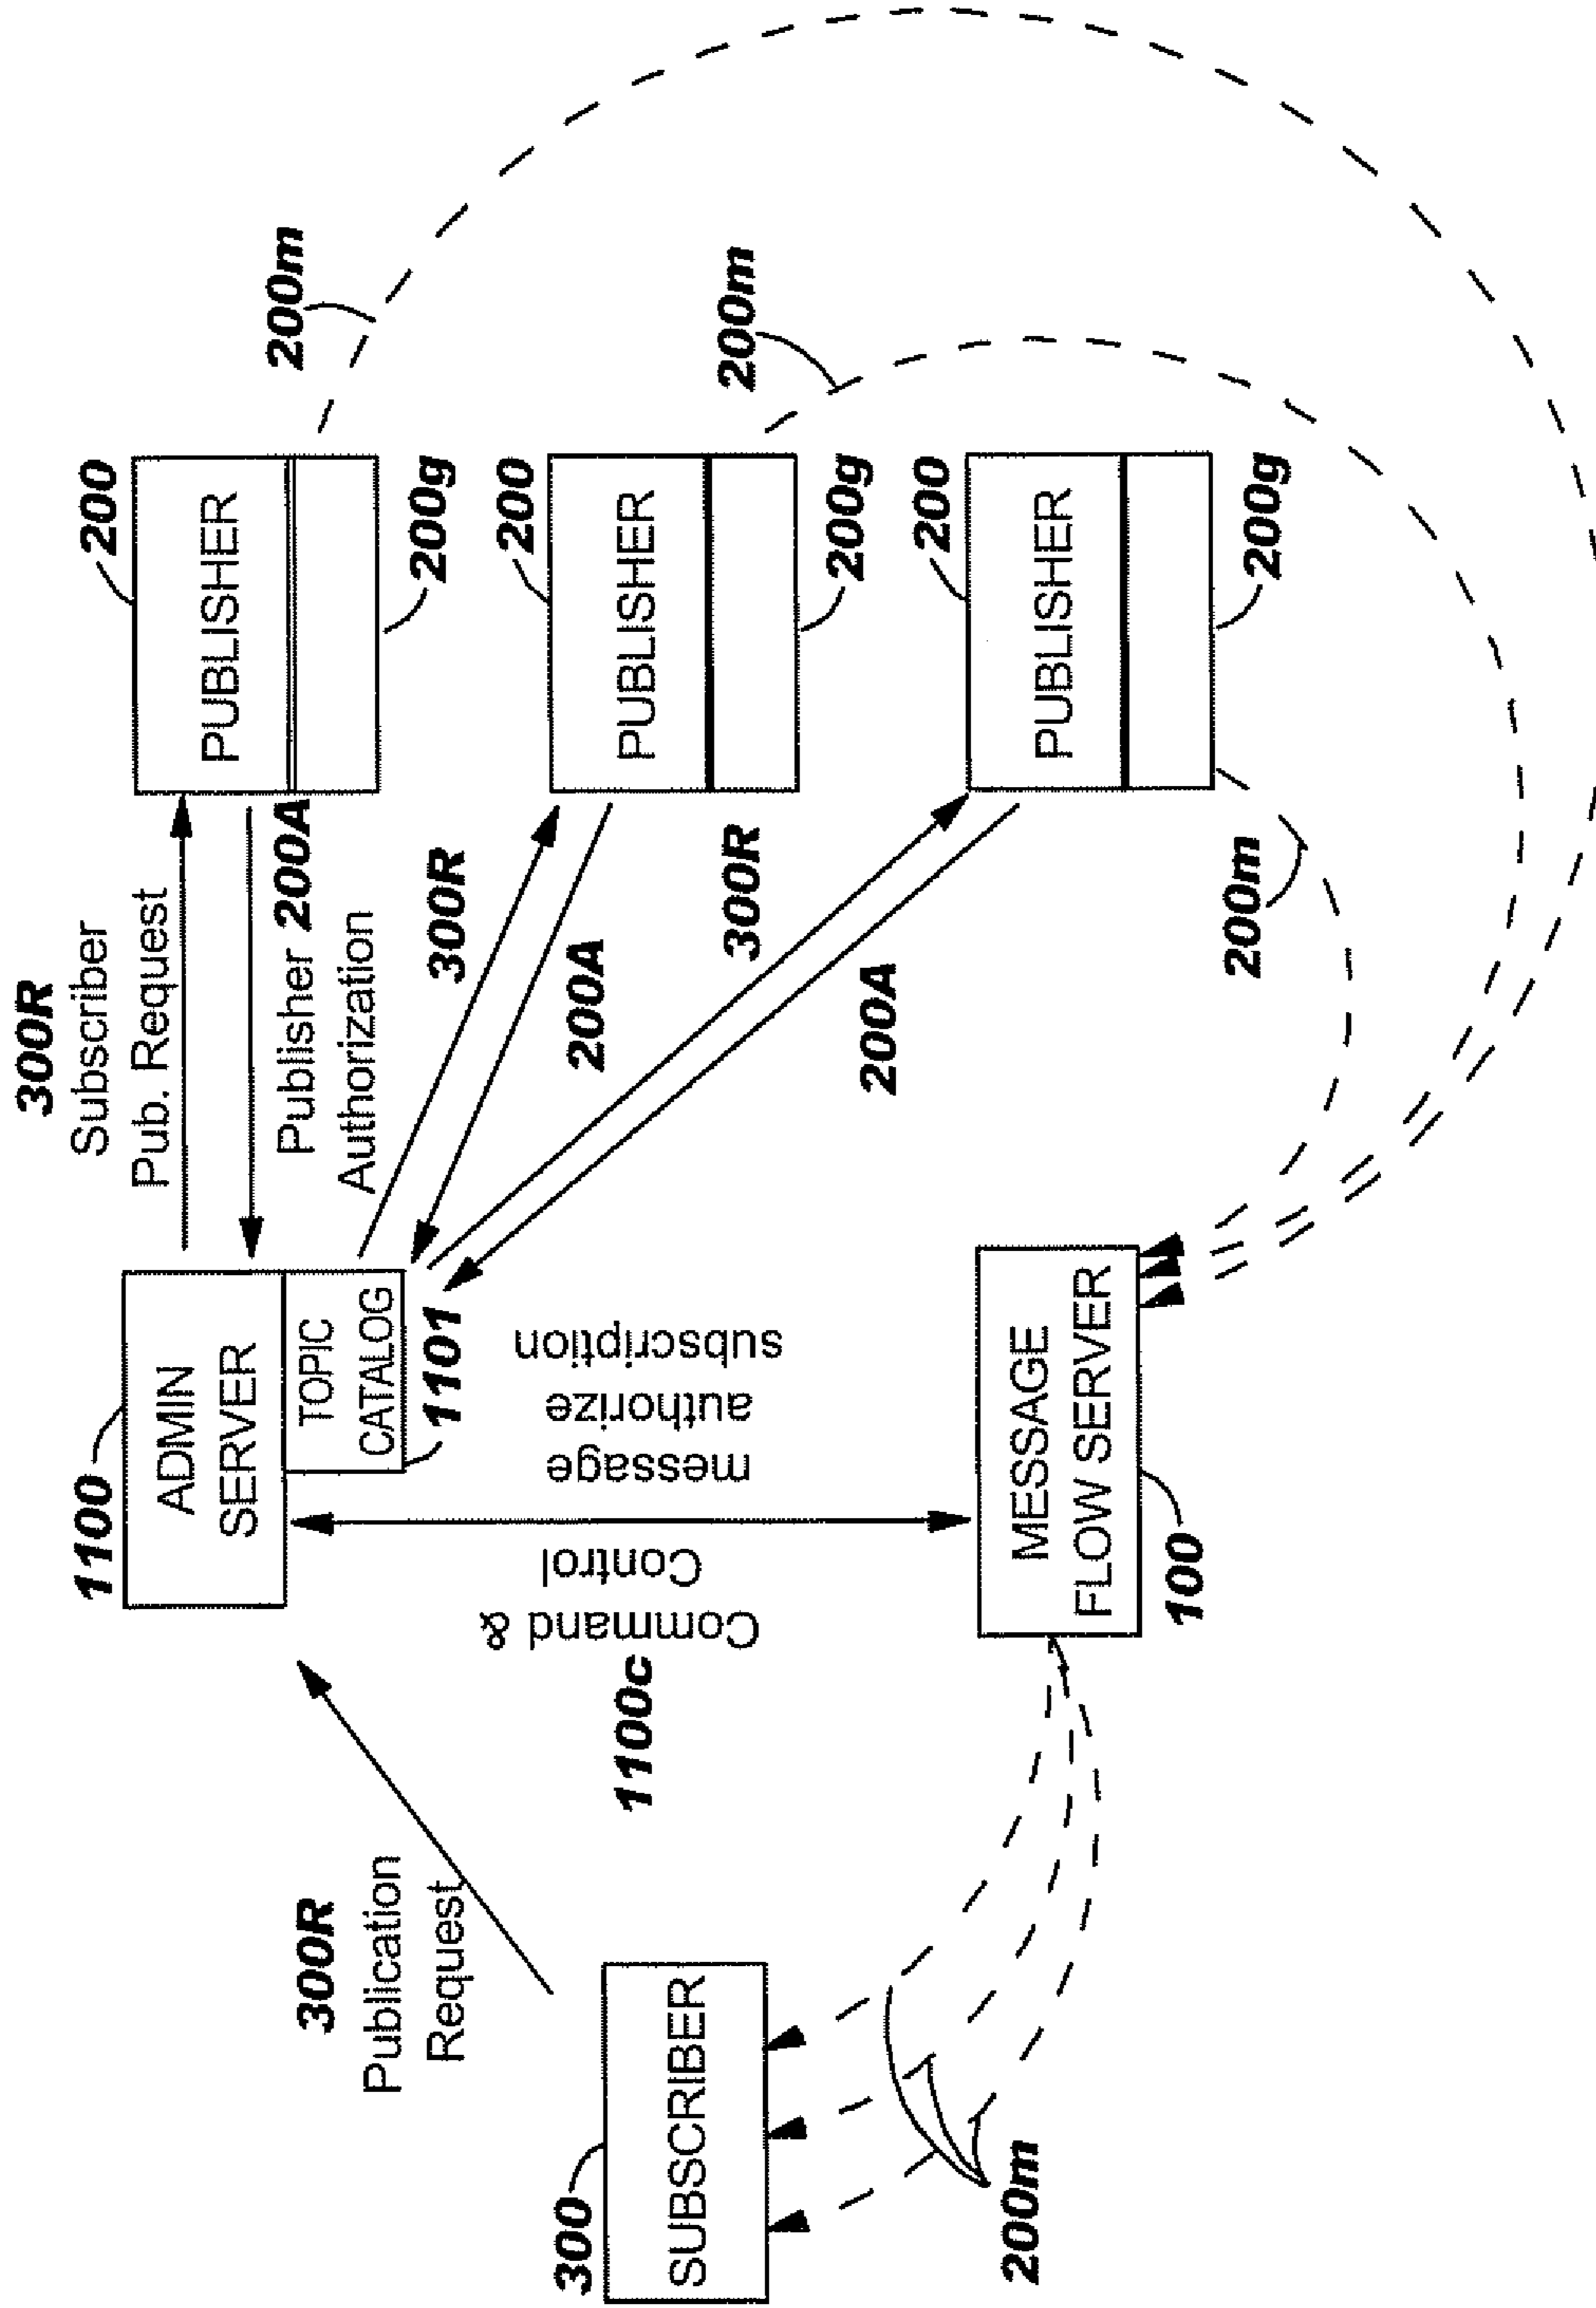 300R
Subscriber
Pub. Request
1100
ADMIN
SERVER
TOPIC
CATALOG
1101
Publisher 200A
Authorization
200
PUBLISHER
200g
200m
300R
200A
200
PUBLISHER
200g
200m
300R
200A
200
PUBLISHER
200g
200m
300R
Publication
Request
300
SUBSCRIBER
1100c
Command &
Control
message
authorize
subscription
MESSAGE
FLOW SERVER
100
200m